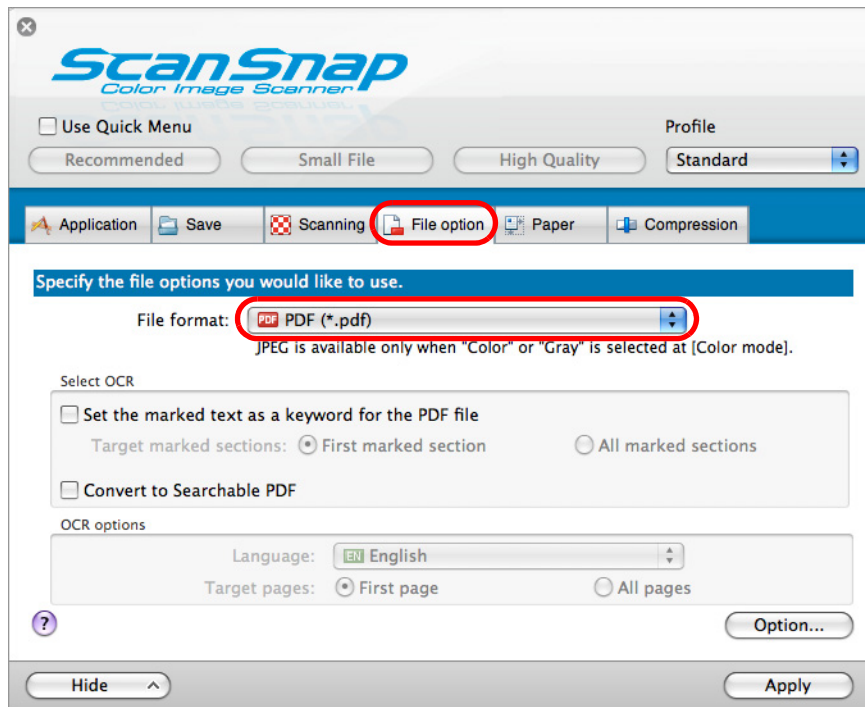 ScanSnap
Color Image Scanner
Use Quick Menu
Profile
Recommended
Small File
High Quality
Standard
Application
Save
Scanning
File option
Paper
Compression
Specify the file options you would like to use.
File format:
PDF
PDF (*.pdf)
JPEG is available only when "Color" or "Gray" is selected at [Color mode].
Select OCR
Set the marked text as a keyword for the PDF file
Target marked sections:
First marked section
All marked sections
Convert to Searchable PDF
OCR options
Language:
EN
English
Target pages:
First page
All pages
?
Option...
Hide
Apply